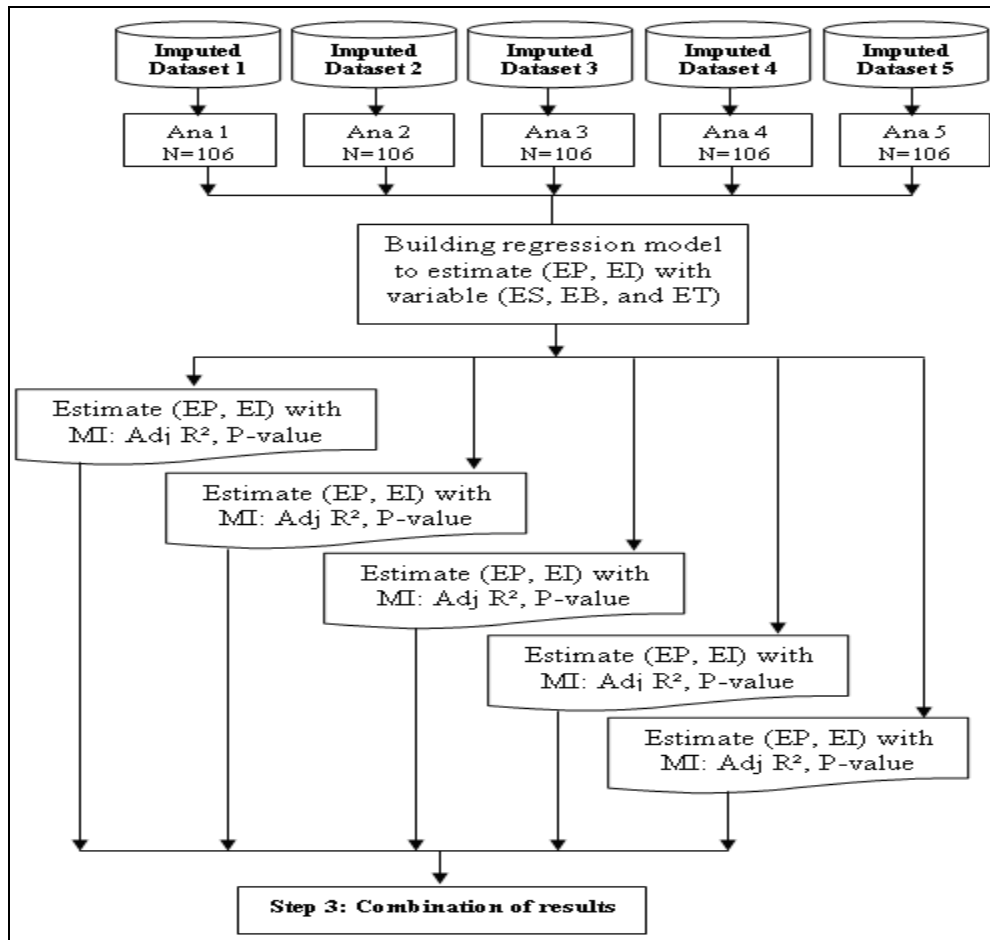 Imputed
Dataset 1
Imputed
Dataset 2
Imputed
Dataset 3
Imputed
Dataset 4
Imputed
Dataset 5
Ana 1
N=106
Ana 2
N=106
Ana 3
N=106
Ana 4
N=106
Ana 5
N=106
Building regression model
to estimate (EP, EI) with
variable (ES, EB, and ET)
Estimate (EP, EI) with
MI: Adj R², P-value
Estimate (EP, EI) with
MI: Adj R², P-value
Estimate (EP, EI) with
MI: Adj R², P-value
Estimate (EP, EI) with
MI: Adj R², P-value
Estimate (EP, EI) with
MI: Adj R², P-value
Step 3: Combination of results